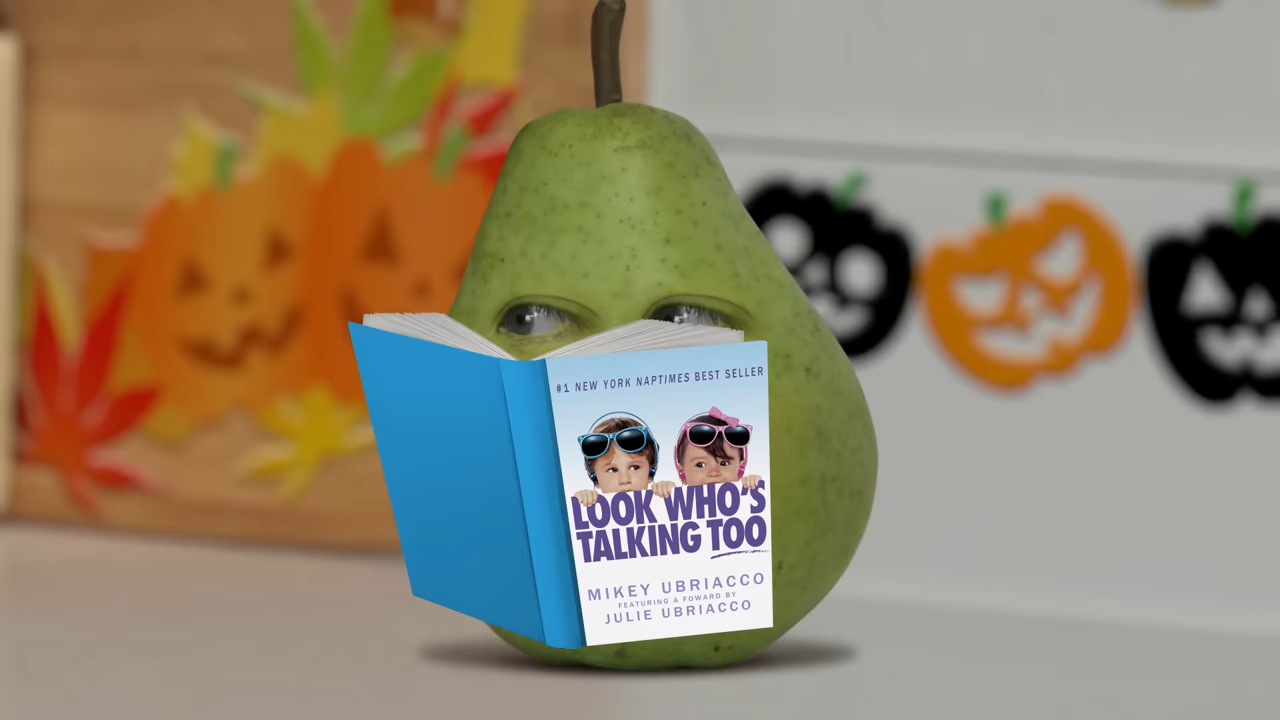 #1 NEW YORK NAPTIMES BEST SELLER
LOOK WHO'S
TALKING TOO
MIKEY UBRIACCO
FEATURING A FOWARD BY
JULIE UBRIACCO